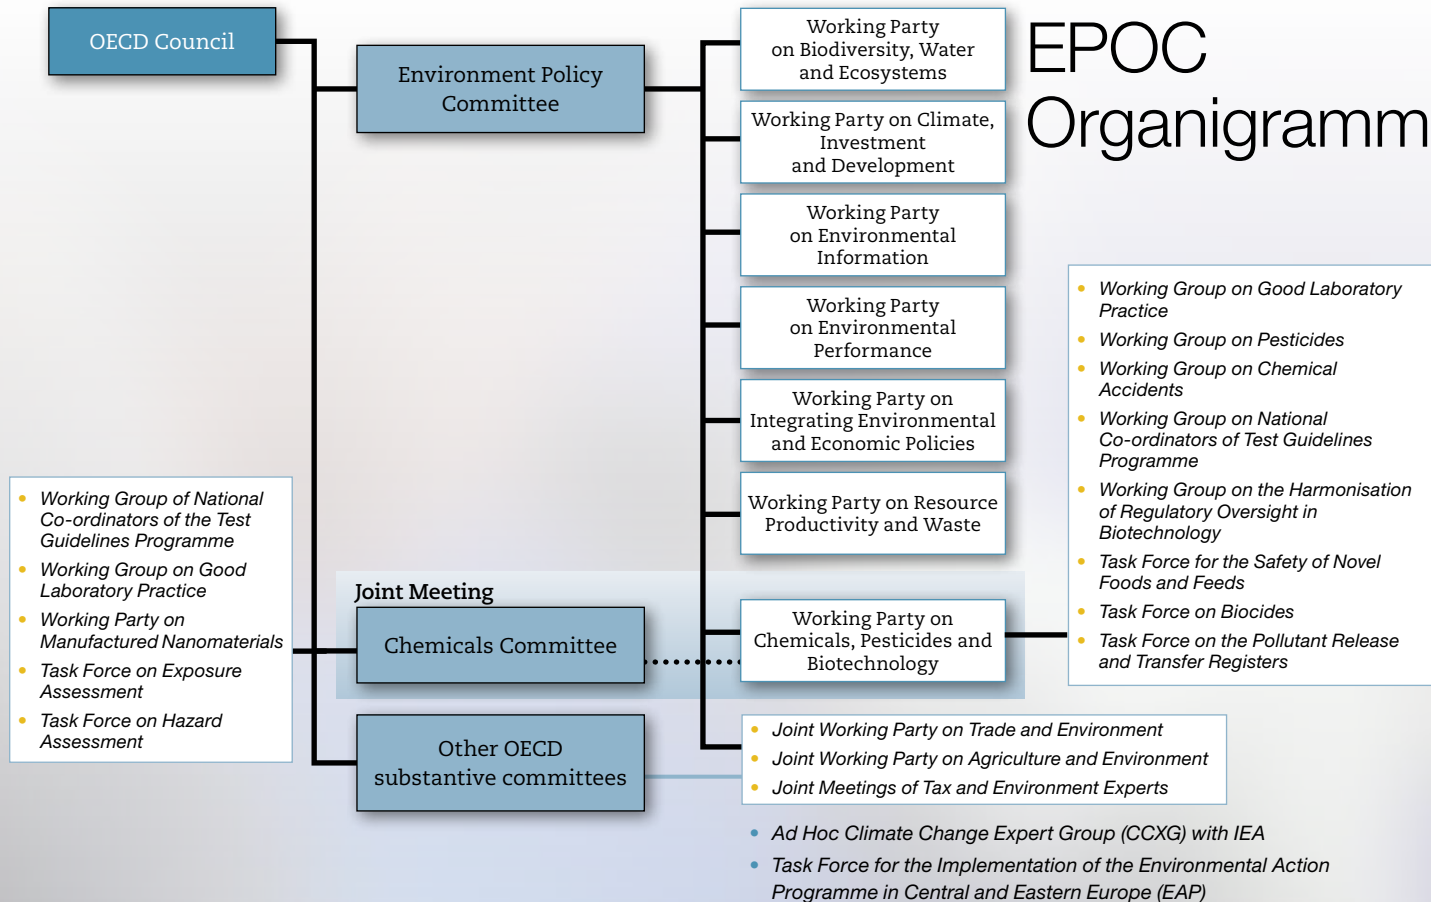 OECD Council
Environment Policy
Committee
Working Party
on Biodiversity, Water
and Ecosystems
EPOC
Organigramm
Working Party on Climate,
Investment
and Development
Working Party
on Environmental
Information
Working Party
on Environmental
Performance
Working Party on
Integrating Environmental
and Economic Policies
Working Party on Resource
Productivity and Waste
• Working Group on Good Laboratory
Practice
• Working Group on Pesticides
• Working Group on Chemical
Accidents
• Working Group on National
Co-ordinators of Test Guidelines
Programme
• Working Group on the Harmonisation
of Regulatory Oversight in
Biotechnology
• Task Force for the Safety of Novel
Foods and Feeds
• Task Force on Biocides
• Task Force on the Pollutant Release
and Transfer Registers
• Working Group of National
Co-ordinators of the Test
Guidelines Programme
• Working Group on Good
Laboratory Practice
• Working Party on
Manufactured Nanomaterials
• Task Force on Exposure
Assessment
• Task Force on Hazard
Assessment
Joint Meeting
Chemicals Committee
Working Party on
Chemicals, Pesticides and
Biotechnology
Other OECD
substantive committees
• Joint Working Party on Trade and Environment
• Joint Working Party on Agriculture and Environment
• Joint Meetings of Tax and Environment Experts
• Ad Hoc Climate Change Expert Group (CCXG) with IEA
• Task Force for the Implementation of the Environmental Action
Programme in Central and Eastern Europe (EAP)